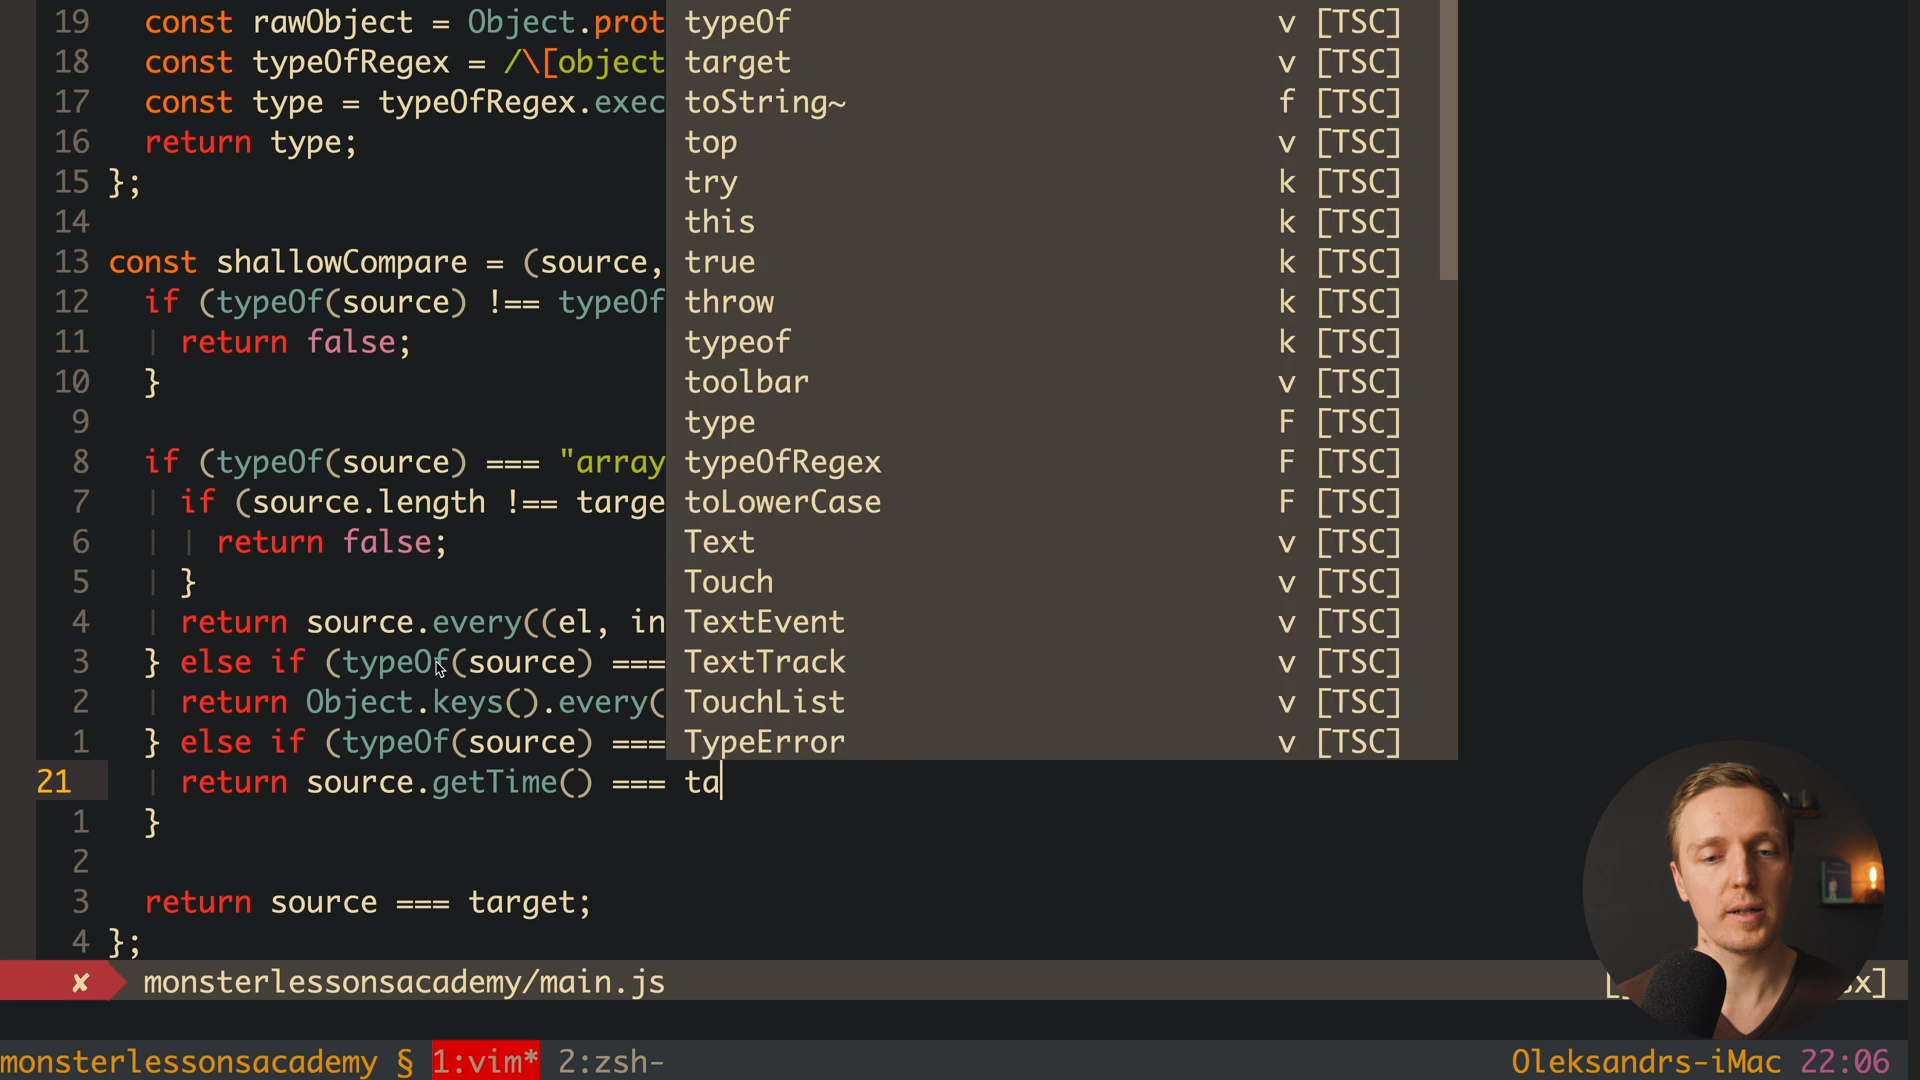 19 const rawObject = Object.prot typeOf v [TSC]
18 const typeOfRegex = /\[object target v [TSC]
17 const type = typeOfRegex.exec toString~ f [TSC]
16 return type; top v [TSC]
15 }; try k [TSC]
14 this k [TSC]
13 const shallowCompare = (source, true k [TSC]
12 if (typeOf(source) !== typeOf throw k [TSC]
11 return false; typeof k [TSC]
10 } toolbar v [TSC]
9 type F [TSC]
8 if (typeOf(source) === "array typeOfRegex F [TSC]
7 if (source.length !== targe toLowerCase F [TSC]
6 return false; Text v [TSC]
5 } Touch v [TSC]
4 return source.every((el, in TextEvent v [TSC]
3 } else if (typeOf(source) === TextTrack v [TSC]
2 return Object.keys().every( TouchList v [TSC]
1 } else if (typeOf(source) === TypeError v [TSC]
21 return source.getTime() === ta
1 }
2
3 return source === target;
4 };
✘ monsterlessonsacademy/main.js
monsterlessonsacademy § 1:vim* 2:zsh- Oleksandrs-iMac 22:06